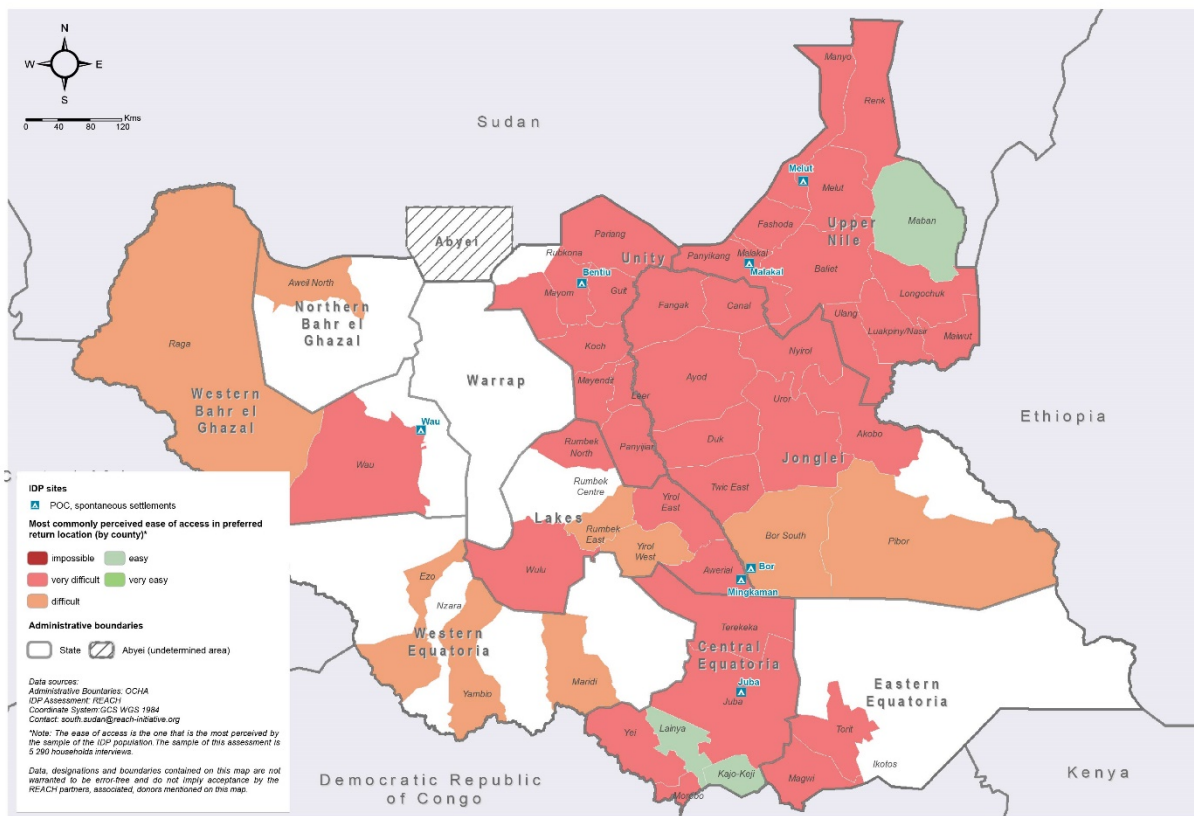 N
W E
S
Kms
0 20 40 80 120
Sudan
Manyo
Renk
Melut
Melut
Maban
Fashoda
Upper
Nile
Abyei
Pariang
Rubkona
Unity
Panyikang
Malakal
Malakal
Baliet
Bentiu
Aweil North
Mayom
Guit
Fangak
Canal
Longochuk
Ulang
Luakpiny/Nasir
Maiwut
Northern
Bahr el
Ghazal
Raga
Koch
Nyirol
Warrap
Mayendit
Ayod
Leer
Uror
Western
Bahr el
Ghazal
Ethiopia
Wau
Akobo
Rumbek
North
Panyijiar
Duk
Jonglei
Wau
Rumbek
Centre
Twic East
Yirol
East
Lakes
Rumbek
East
Yirol
West
Bor South
Pibor
Wulu
Awerial
Bor
Mingkaman
Ezo
Nzara
Western
Equatoria
Terekeka
Central
Equatoria
Yambio
Maridi
Juba
Juba
Eastern
Equatoria
Lainya
Yei
Torit
Kajo-Keji
Magwi
Ikotos
Morobo
Democratic Republic
of Congo
Kenya
IDP sites
POC, spontaneous settlements
Most commonly perceived ease of access in preferred
return location (by county)*
impossible easy
very difficult very easy
difficult
Administrative boundaries
State Abyei (undetermined area)
Data sources:
Administrative Boundaries: OCHA
IDP Assessment: REACH
Coordinate System:GCS WGS 1984
Contact: south.sudan@reach-initiative.org
*Note: The ease of access is the one that is the most perceived by
the sample of the IDP population.The sample of this assessment is
5 290 households interviews.
Data, designations and boundaries contained on this map are not
warranted to be error-free and do not imply acceptance by the
REACH partners, associated, donors mentioned on this map.